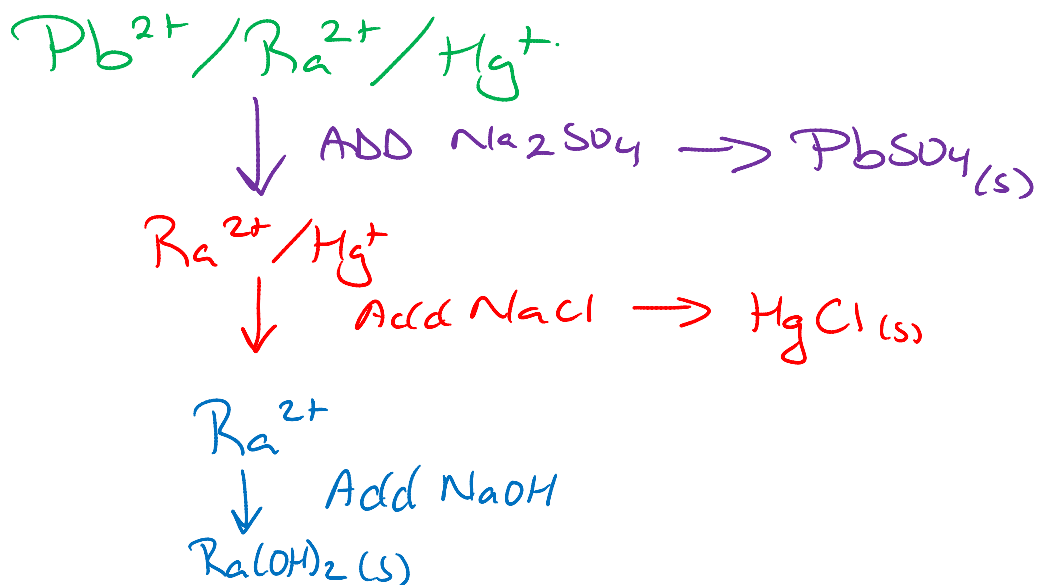 Pb²⁺/Ra²⁺/Hg⁺
ADD Na₂SO₄ → PbSO₄(s)
Ra²⁺/Hg⁺
Add NaCl → HgCl(s)
Ra²⁺
Add NaOH
Ra(OH)₂(s)